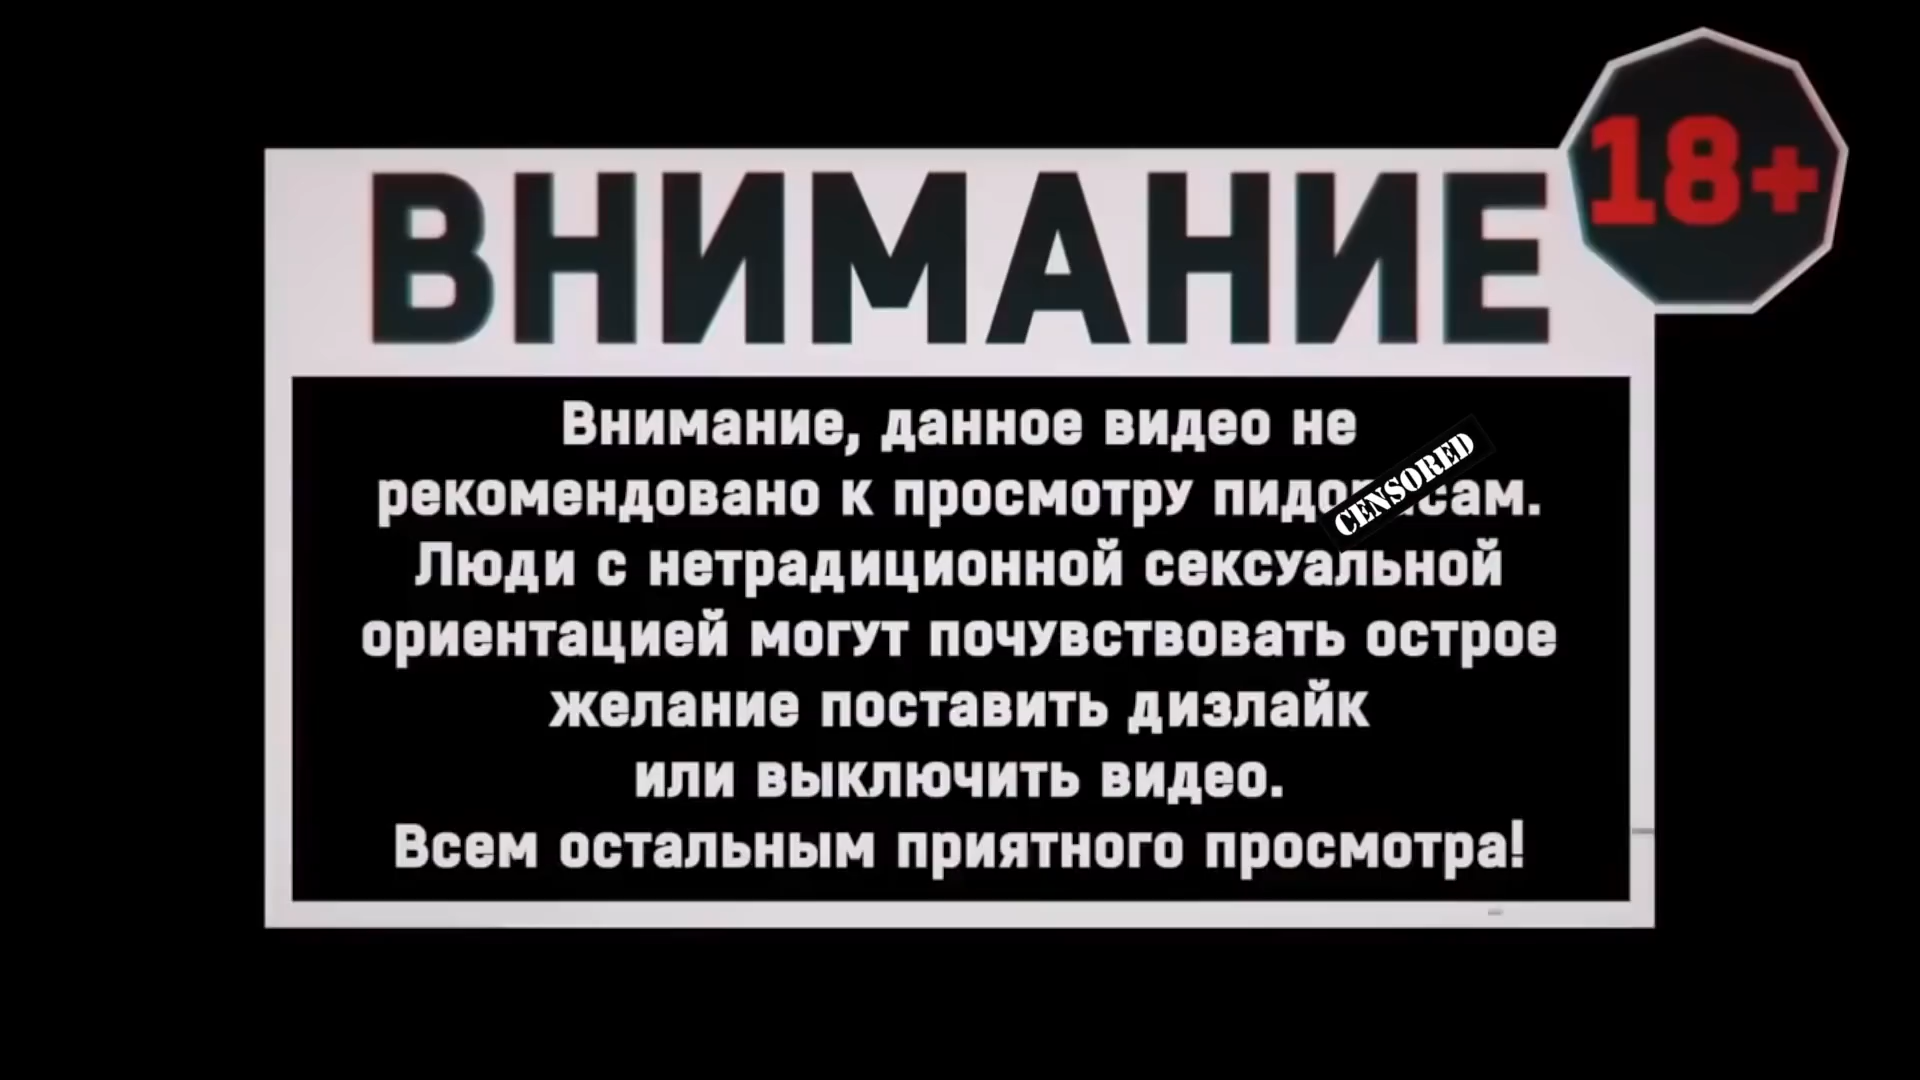 18+
ВНИМАНИЕ
Внимание, данное видео не
рекомендовано к просмотру
CENSORED
Люди с нетрадиционной сексуальной
ориентацией могут почувствовать острое
желание поставить дизлайк
или выключить видео.
Всем остальным приятного просмотра!